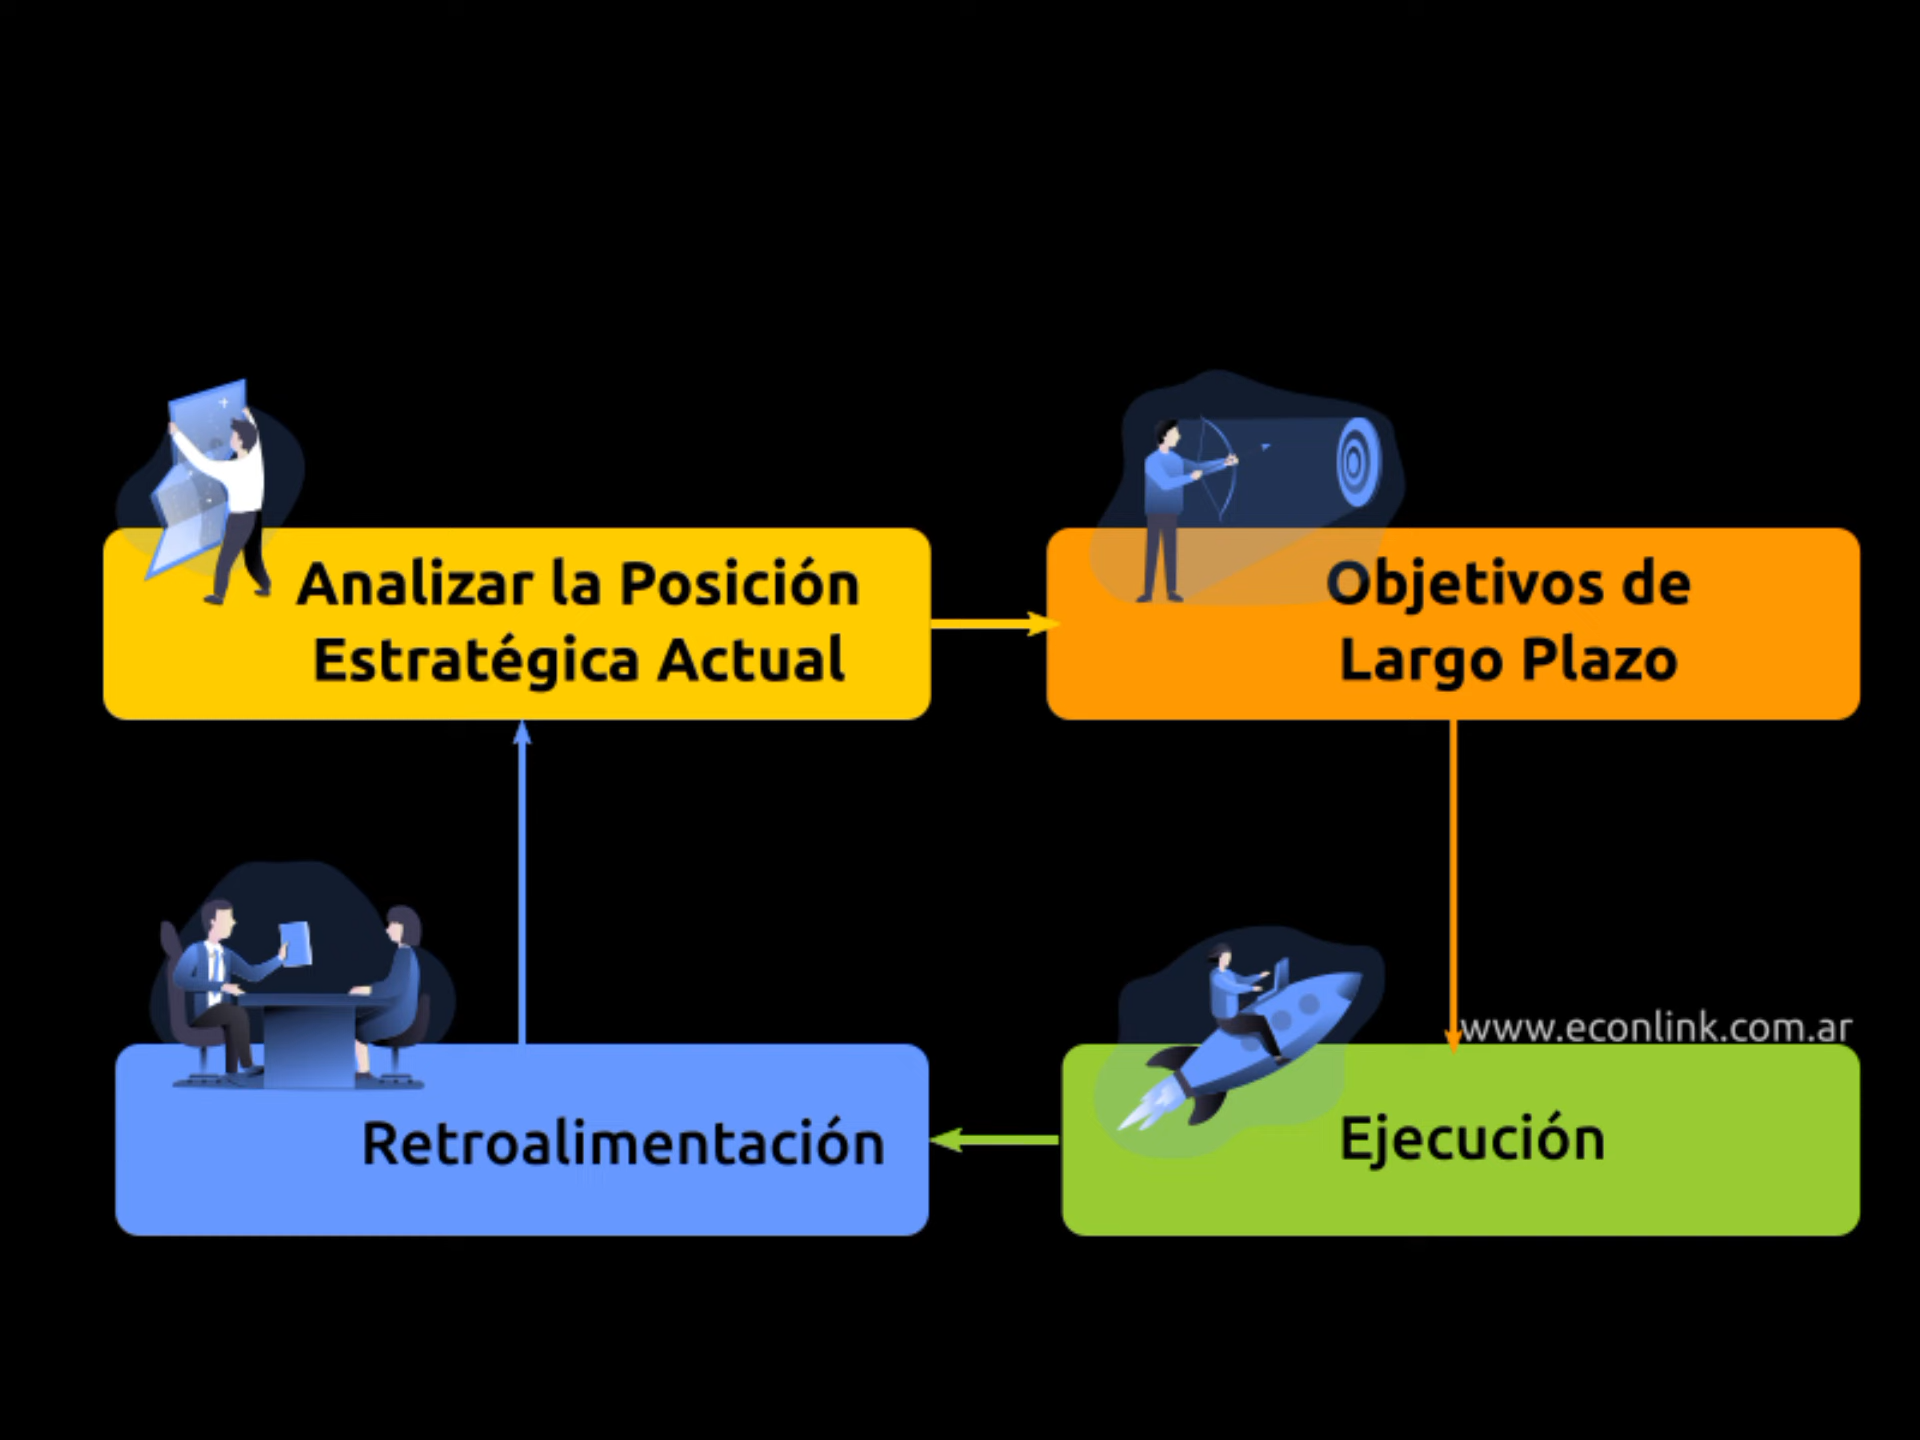 Analizar la Posición
Estratégica Actual
Objetivos de
Largo Plazo
www.econlink.com.ar
Retroalimentación
Ejecución